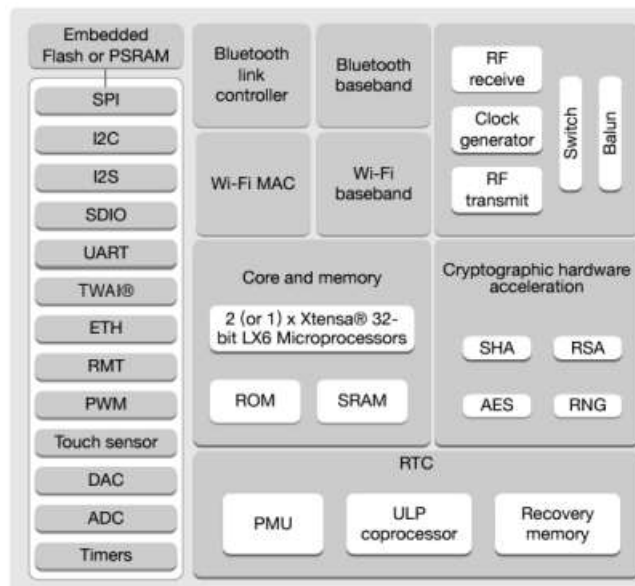 Embedded
Flash or PSRAM
SPI
I2C
I2S
SDIO
UART
TWAI®
ETH
RMT
PWM
Touch sensor
DAC
ADC
Timers
Bluetooth
link
controller
Bluetooth
baseband
Wi-Fi MAC
Wi-Fi
baseband
RF
receive
Clock
generator
RF
transmit
Switch
Balun
Core and memory
2 (or 1) x Xtensa® 32-
bit LX6 Microprocessors
ROM
SRAM
Cryptographic hardware
acceleration
SHA
RSA
AES
RNG
RTC
PMU
ULP
coprocessor
Recovery
memory